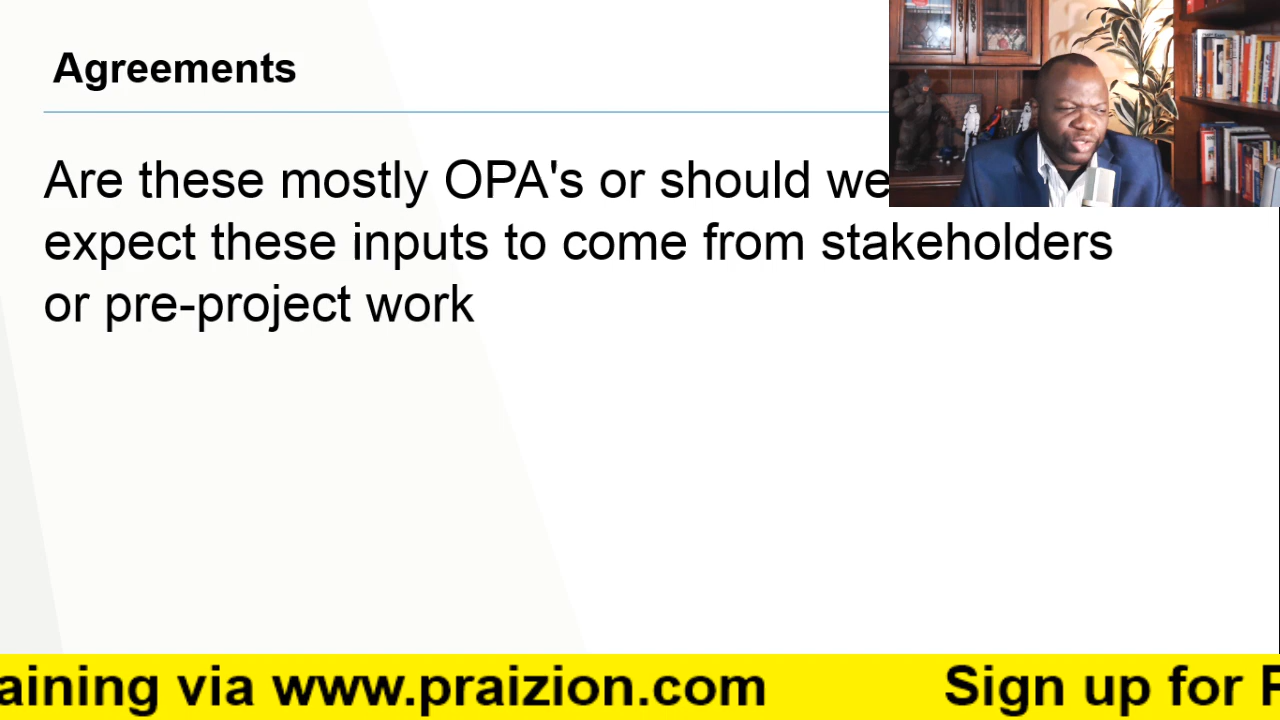 Agreements
Are these mostly OPA's or should we
expect these inputs to come from stakeholders
or pre-project work
aining via www.praizion.com Sign up for P